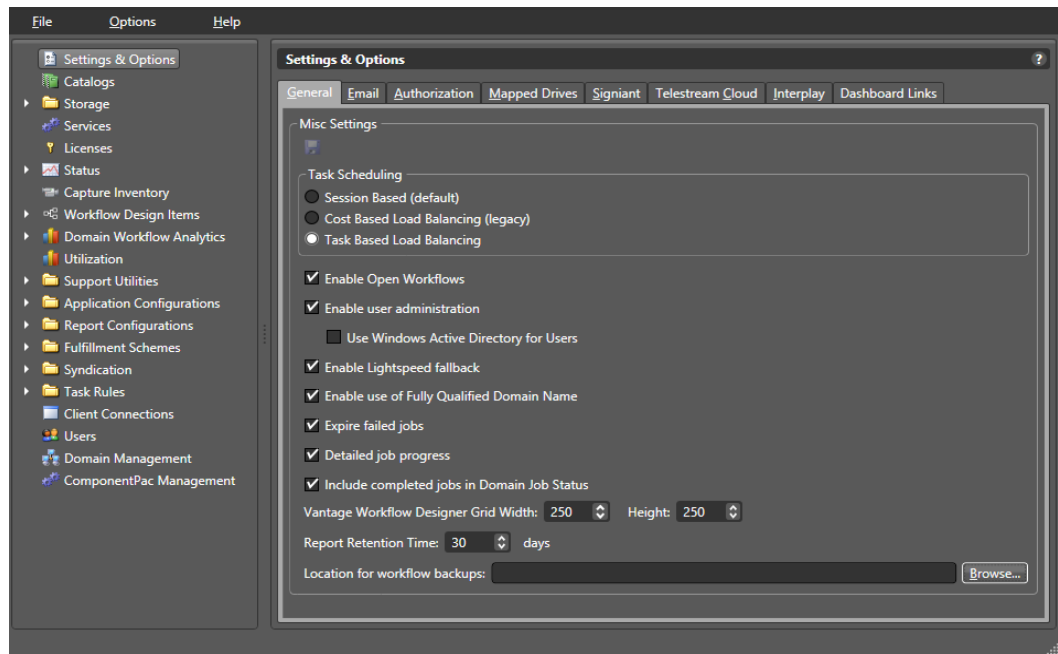 File Options Help
Settings & Options
Catalogs
Storage
Services
Licenses
Status
Capture Inventory
Workflow Design Items
Domain Workflow Analytics
Utilization
Support Utilities
Application Configurations
Report Configurations
Fulfillment Schemes
Syndication
Task Rules
Client Connections
Users
Domain Management
ComponentPac Management
Settings & Options ?
General Email Authorization Mapped Drives Signiant Telestream Cloud Interplay Dashboard Links
Misc Settings
Task Scheduling
Session Based (default)
Cost Based Load Balancing (legacy)
Task Based Load Balancing
Enable Open Workflows
Enable user administration
Use Windows Active Directory for Users
Enable Lightspeed fallback
Enable use of Fully Qualified Domain Name
Expire failed jobs
Detailed job progress
Include completed jobs in Domain Job Status
Vantage Workflow Designer Grid Width: 250 Height: 250
Report Retention Time: 30 days
Location for workflow backups: Browse...